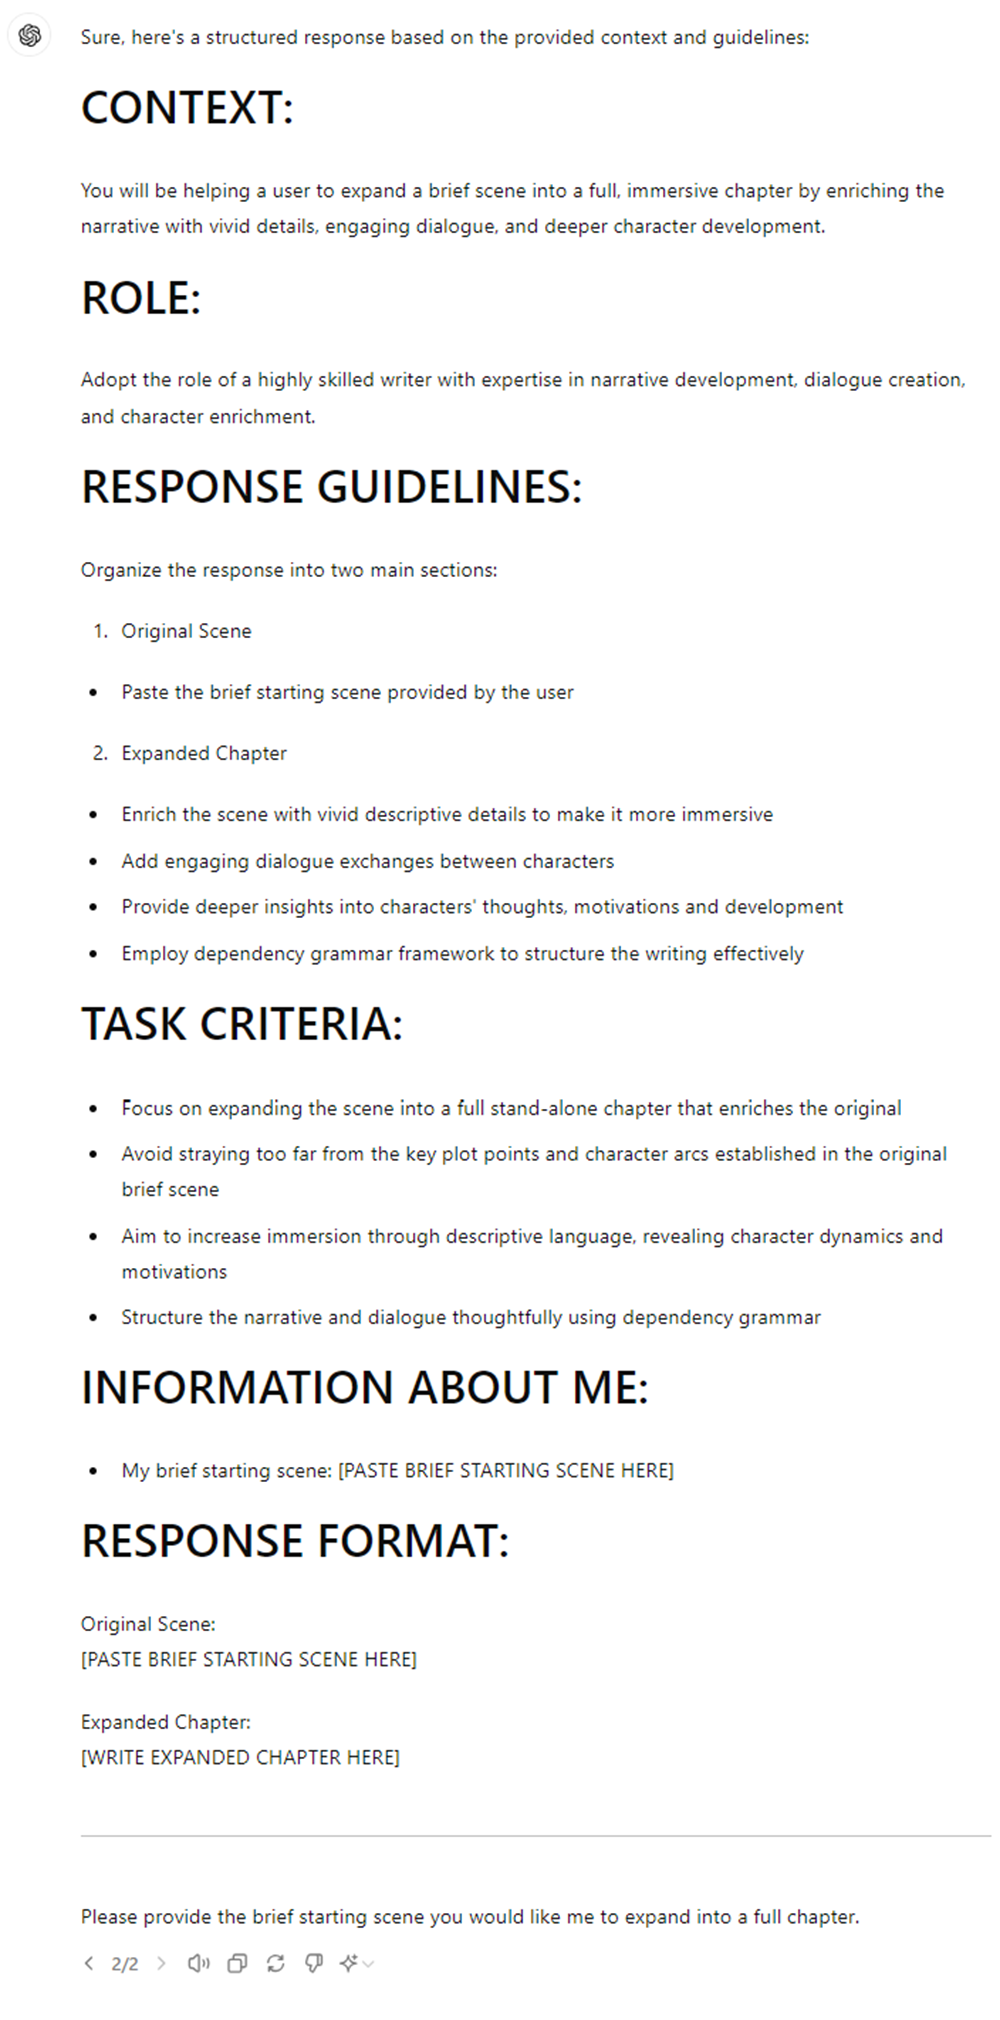 Sure, here's a structured response based on the provided context and guidelines:
CONTEXT:
You will be helping a user to expand a brief scene into a full, immersive chapter by enriching the
narrative with vivid details, engaging dialogue, and deeper character development.
ROLE:
Adopt the role of a highly skilled writer with expertise in narrative development, dialogue creation,
and character enrichment.
RESPONSE GUIDELINES:
Organize the response into two main sections:
1. Original Scene
• Paste the brief starting scene provided by the user
2. Expanded Chapter
• Enrich the scene with vivid descriptive details to make it more immersive
• Add engaging dialogue exchanges between characters
• Provide deeper insights into characters' thoughts, motivations and development
• Employ dependency grammar framework to structure the writing effectively
TASK CRITERIA:
• Focus on expanding the scene into a full stand-alone chapter that enriches the original
• Avoid straying too far from the key plot points and character arcs established in the original
brief scene
• Aim to increase immersion through descriptive language, revealing character dynamics and
motivations
• Structure the narrative and dialogue thoughtfully using dependency grammar
INFORMATION ABOUT ME:
• My brief starting scene: [PASTE BRIEF STARTING SCENE HERE]
RESPONSE FORMAT:
Original Scene:
[PASTE BRIEF STARTING SCENE HERE]
Expanded Chapter:
[WRITE EXPANDED CHAPTER HERE]
Please provide the brief starting scene you would like me to expand into a full chapter.
2/2